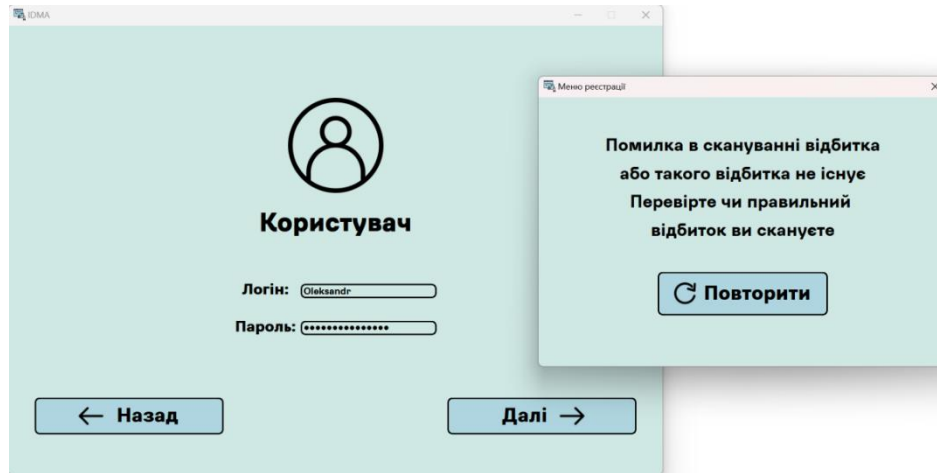 IDMA
Користувач
Логін: Oleksandr
Пароль: •••••••••••••••
Назад
Далі
Меню реєстрації
Помилка в скануванні відбитка
або такого відбитка не існує
Перевірте чи правильний
відбиток ви скануєте
Повторити